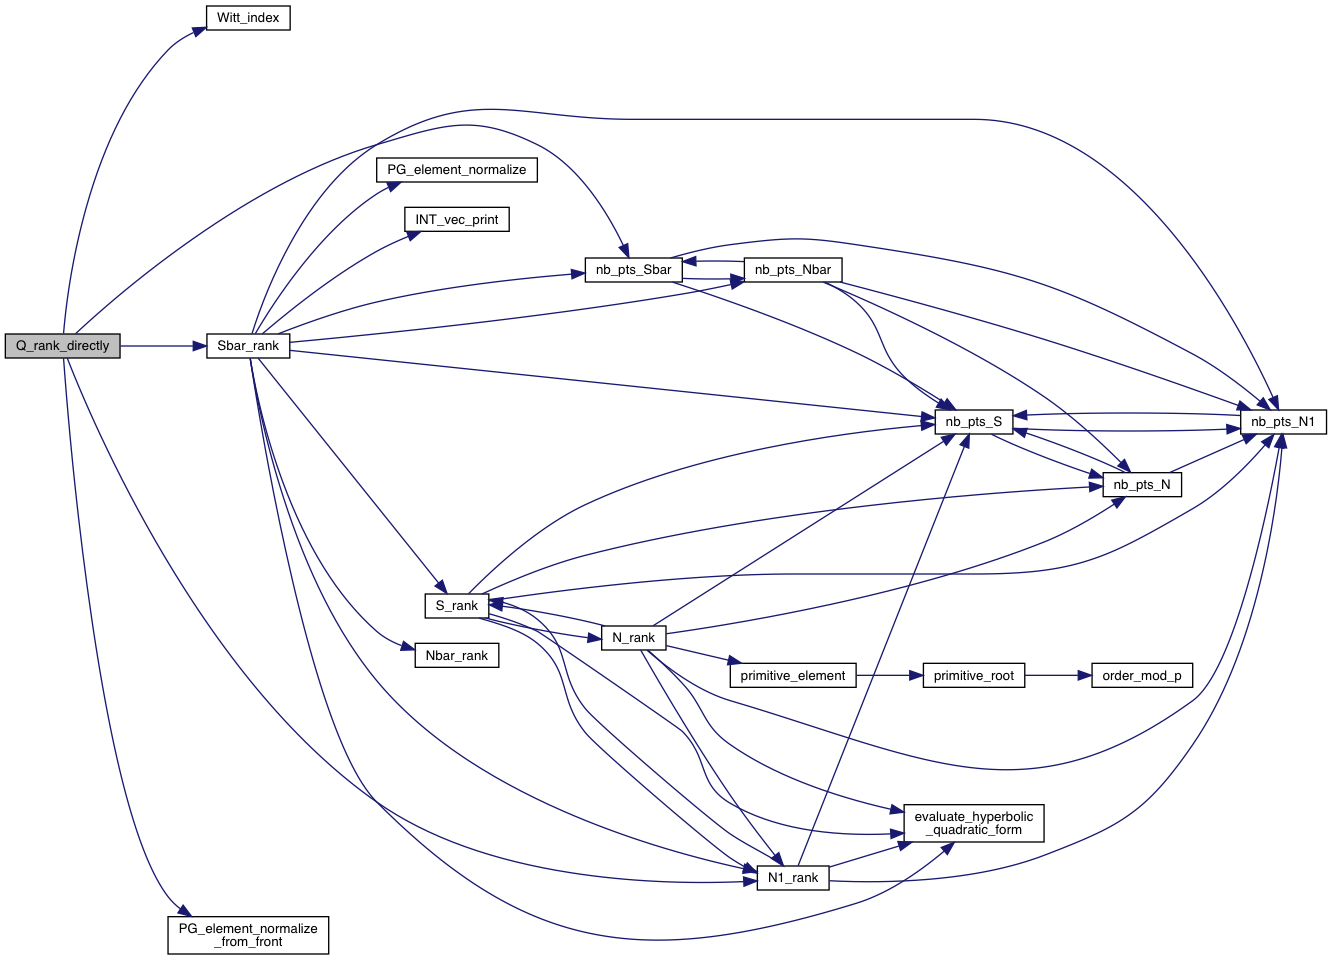 Witt_index
PG_element_normalize
INT_vec_print
nb_pts_Sbar
nb_pts_Nbar
Q_rank_directly
Sbar_rank
nb_pts_S
nb_pts_N1
nb_pts_N
S_rank
N_rank
Nbar_rank
primitive_element
primitive_root
order_mod_p
evaluate_hyperbolic
_quadratic_form
N1_rank
PG_element_normalize
_from_front